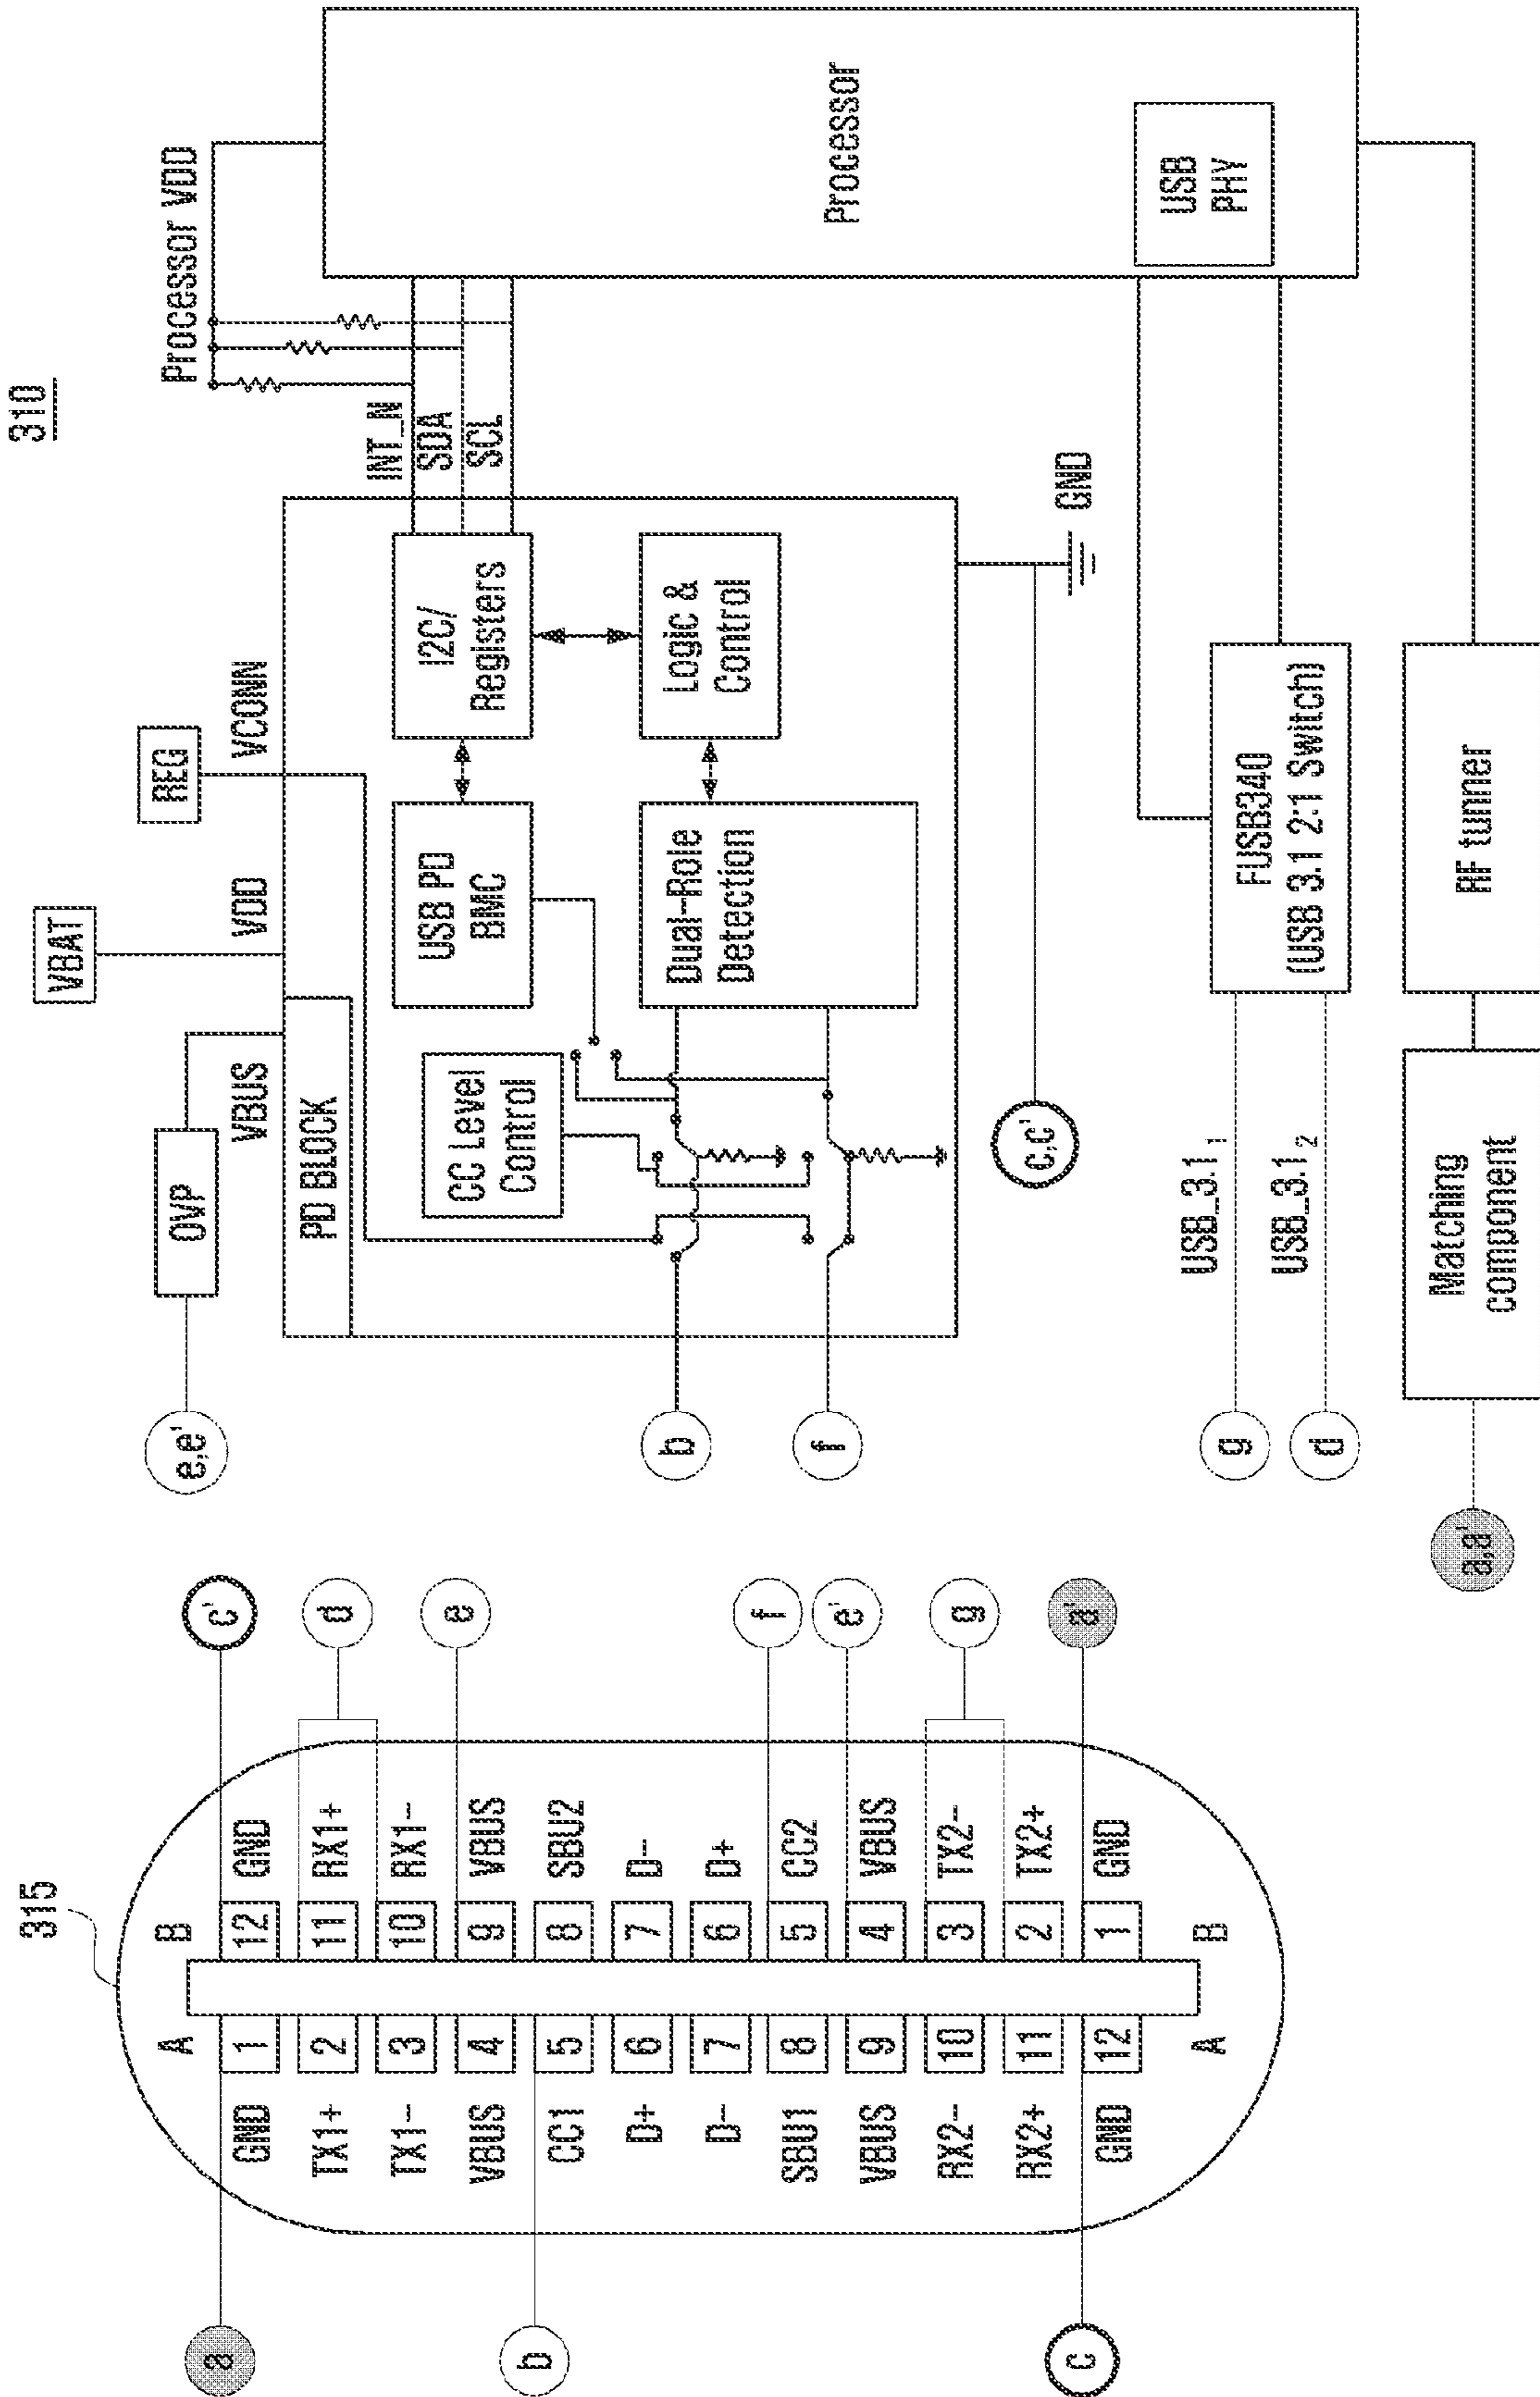 310
315
A
B
GND
1
12
GND
TX1+
2
11
RX1+
TX1-
3
10
RX1-
VBUS
4
9
VBUS
CC1
5
8
SBU2
D+
6
7
D-
D-
7
6
D+
SBU1
8
5
CC2
VBUS
9
4
VBUS
RX2-
10
3
TX2-
RX2+
11
2
TX2+
GND
12
1
GND
A
B
a
b
c
c'
d
e
f
e'
g
a'
e,e'
OVP
VBUS
VBAT
VDD
REG
VCONN
Processor VDD
PD BLOCK
CC Level
Control
USB PD
BMC
I2C/
Registers
INT_N
SDA
SCL
Dual-Role
Detection
Logic &
Control
b
f
c,c'
GND
Processor
USB
PHY
g
USB_3.1 1
d
USB_3.1 2
FUSB340
(USB 3.1 2:1 Switch)
a,a'
Matching
component
RF tunner